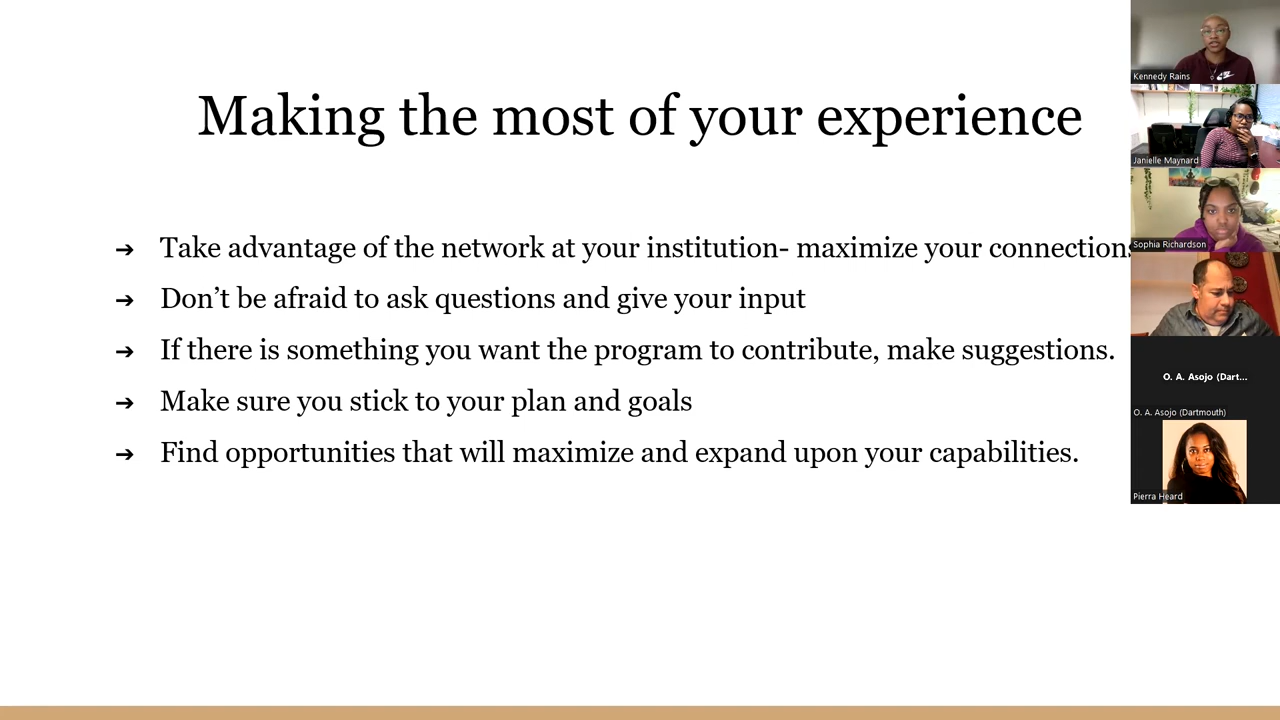 Making the most of your experience
➔ Take advantage of the network at your institution- maximize your connections
➔ Don’t be afraid to ask questions and give your input
➔ If there is something you want the program to contribute, make suggestions.
➔ Make sure you stick to your plan and goals
➔ Find opportunities that will maximize and expand upon your capabilities.
Kennedy Rains
Janielle Maynard
Sophia Richardson
O. A. Asojo (Dart...
O. A. Asojo (Dartmouth)
Pierra Heard